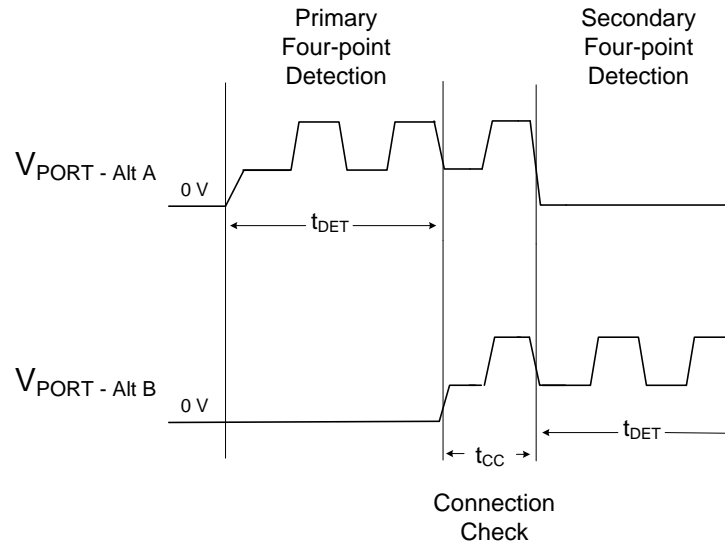 Primary
Four-point
Detection
Secondary
Four-point
Detection
VPORT - Alt A
0 V
tDET
VPORT - Alt B
0 V
tDET
tCC
Connection
Check